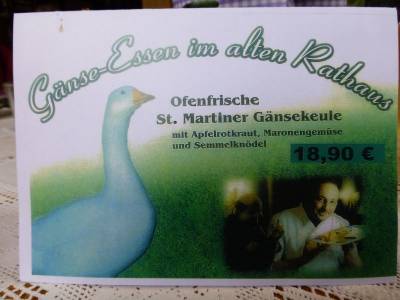 Gänse-Essen im alten Rathaus
Ofenfrische
St. Martiner Gänsekeule
mit Apfelrotkraut, Maronengemüse
und Semmelknödel
18,90 €